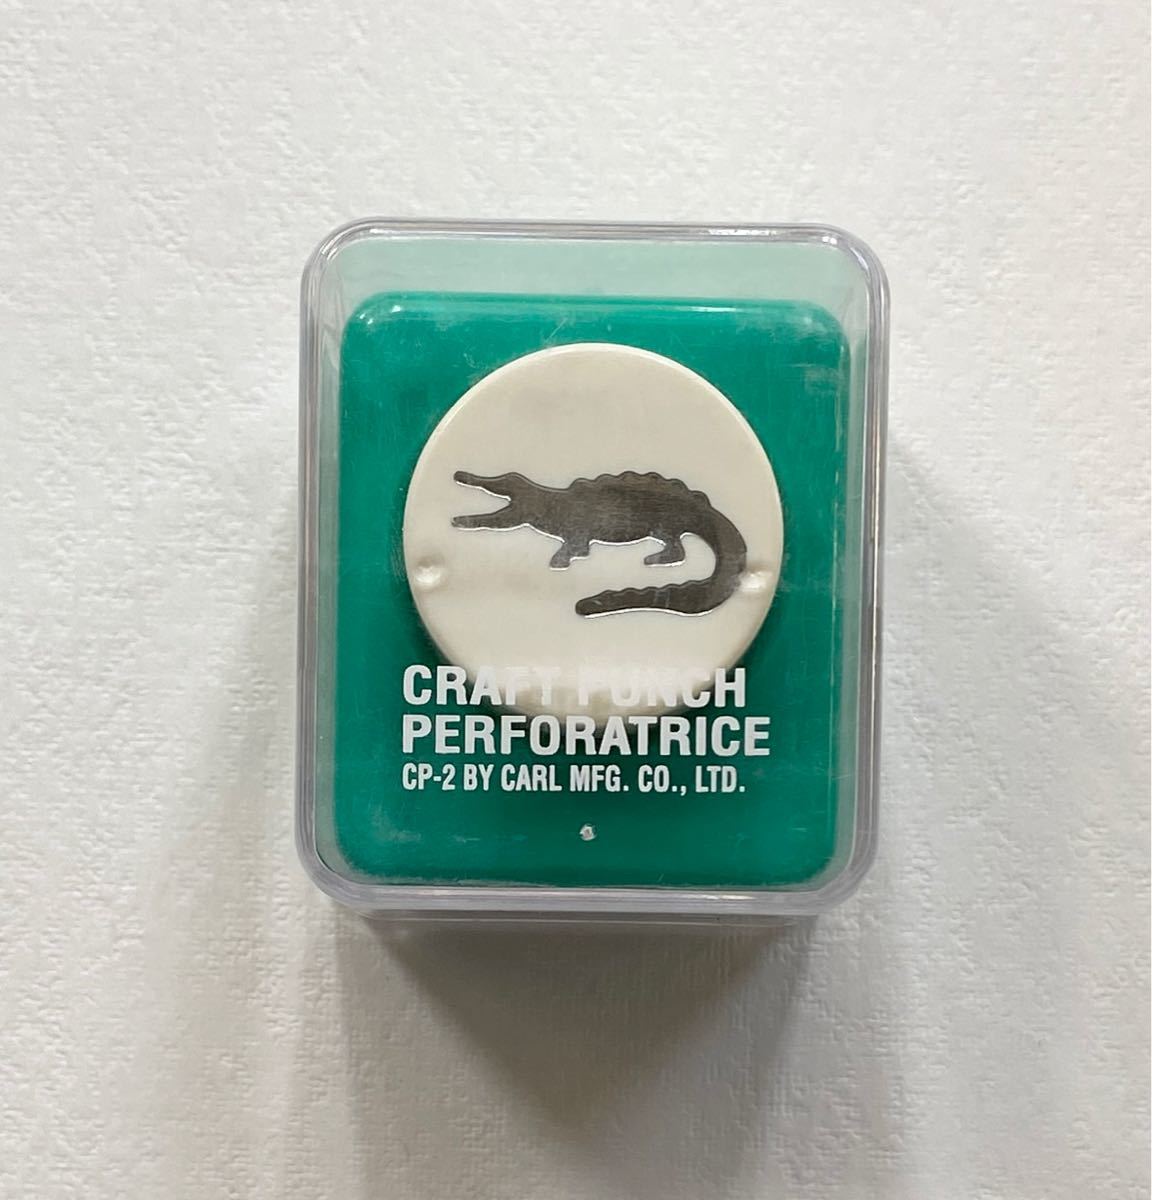 CRAFT PUNCH
PERFORATRICE
CP-2 BY CARL MFG. CO., LTD.